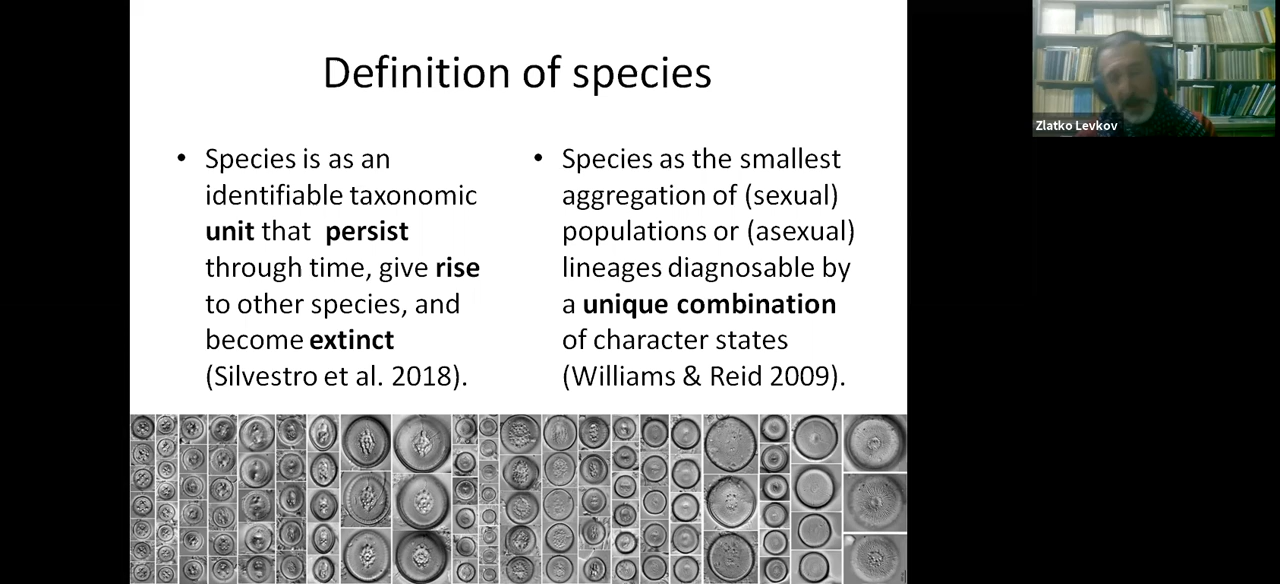 Definition of species
• Species is as an
identifiable taxonomic
unit that persist
through time, give rise
to other species, and
become extinct
(Silvestro et al. 2018).
• Species as the smallest
aggregation of (sexual)
populations or (asexual)
lineages diagnosable by
a unique combination
of character states
(Williams & Reid 2009).
Zlatko Levkov